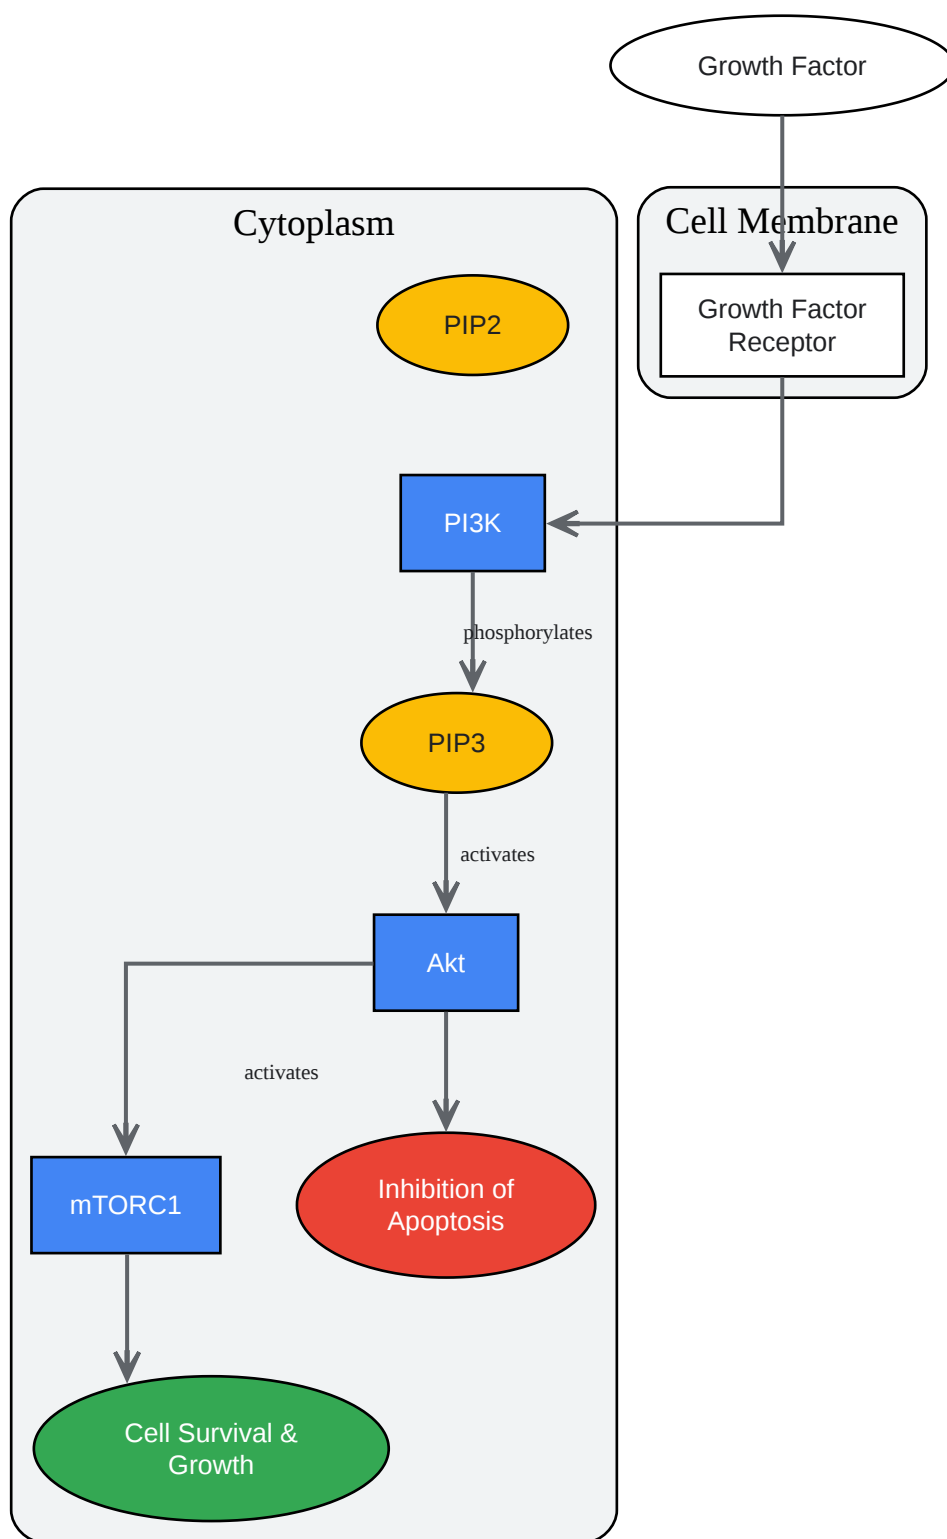 Growth Factor
Cytoplasm
Cell Membrane
Growth Factor
Receptor
PIP2
PI3K
phosphorylates
PIP3
activates
Akt
activates
mTORC1
Inhibition of
Apoptosis
Cell Survival &
Growth